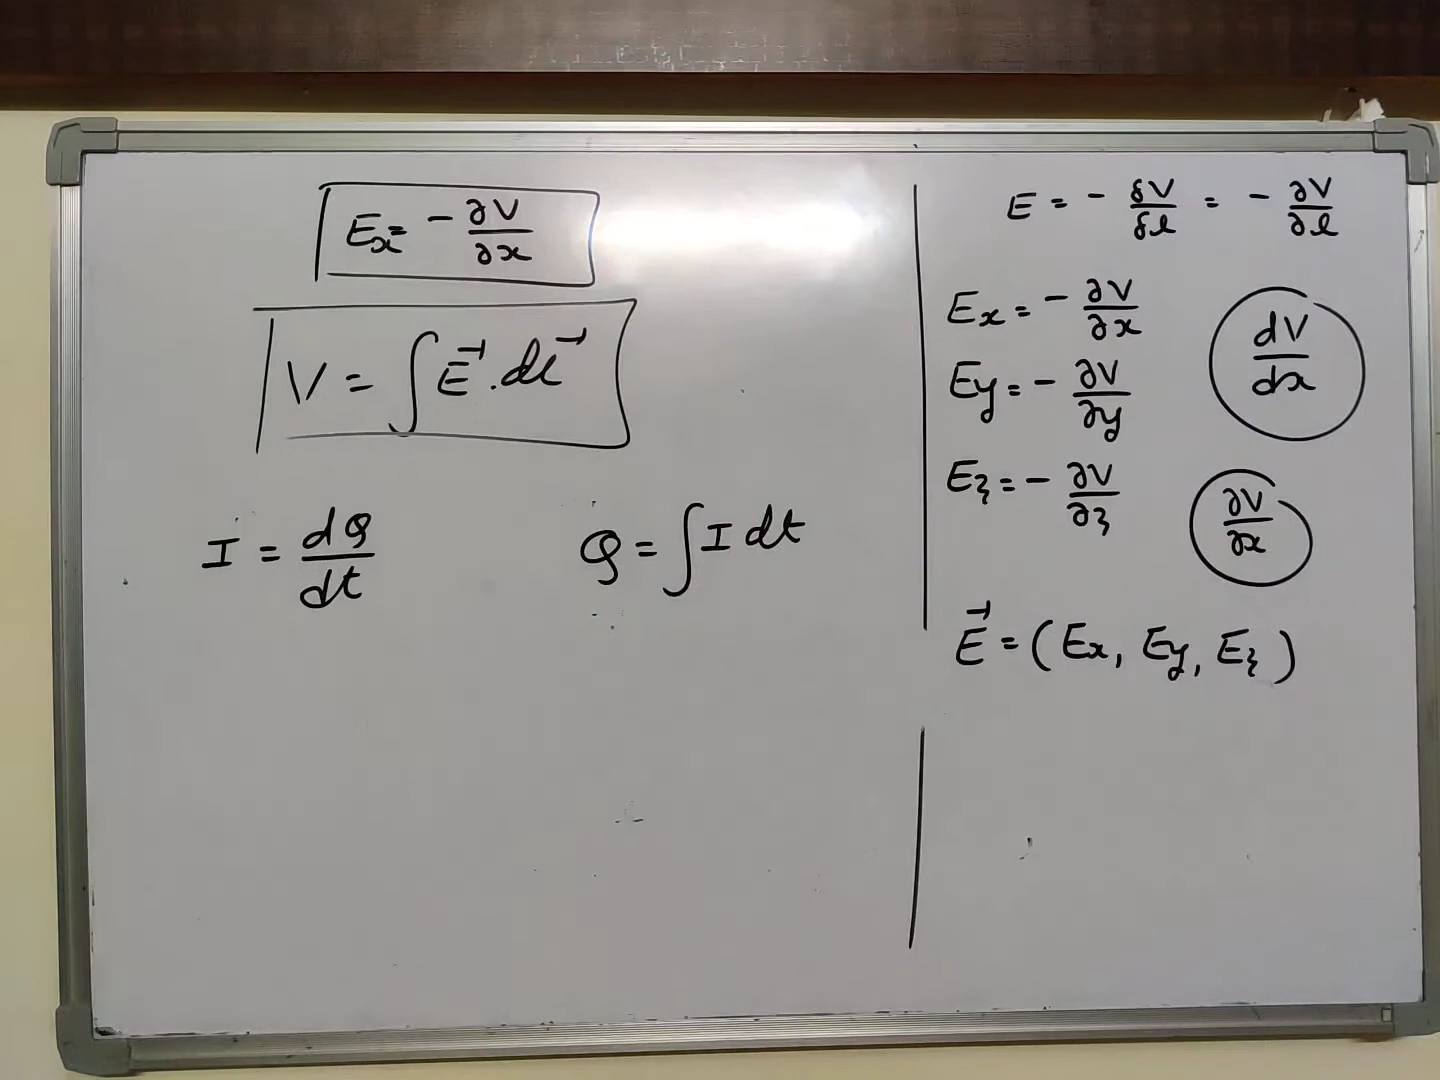 Eₓ = - ∂V/∂x
V = ∫E⃗.dl⃗
I = dQ/dt
Q = ∫I dt
E = - δV/δl = - ∂V/∂l
Eₓ = - ∂V/∂x
dV/dx
Ey = - ∂V/∂y
Ez = - ∂V/∂z
∂V/∂x
E⃗ = (Ex, Ey, Ez)